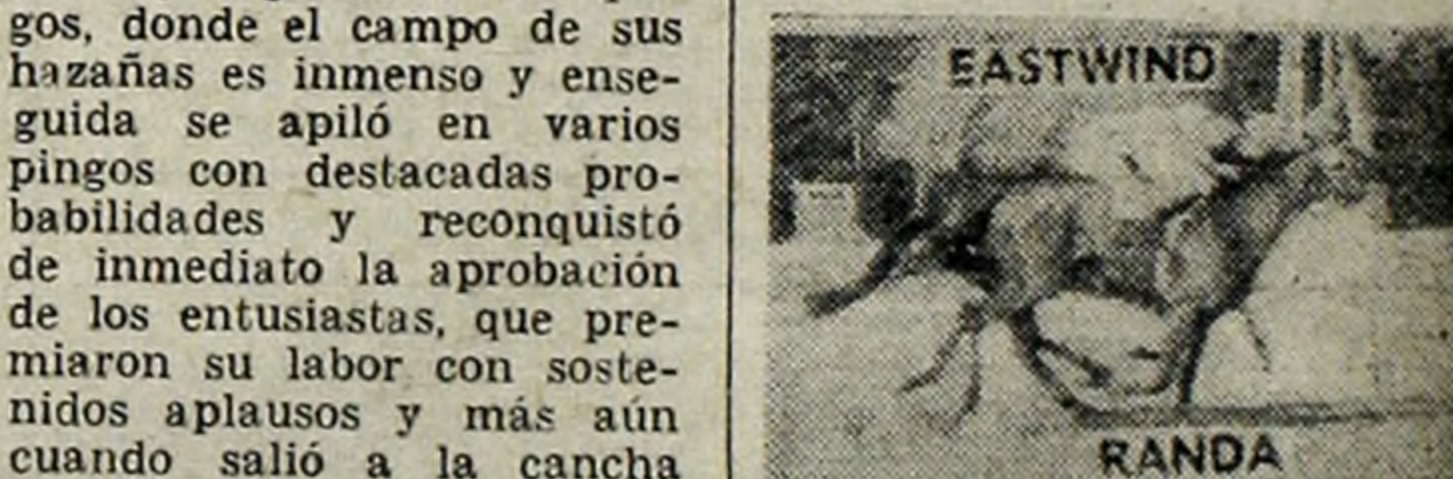 gos, donde el campo de sus
hazañas es inmenso y ense-
guida se apiló en varios
pingos con destacadas pro-
babilidades y reconquistó
de inmediato la aprobación
de los entusiastas, que pre-
miaron su labor con soste-
nidos aplausos y más aún
cuando salió a la cancha
EASTWIND
RANDA